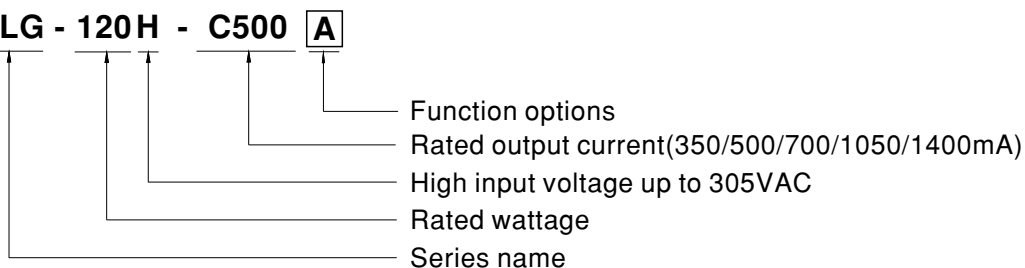 LG - 120 H - C500 A
Function options
Rated output current(350/500/700/1050/1400mA)
High input voltage up to 305VAC
Rated wattage
Series name